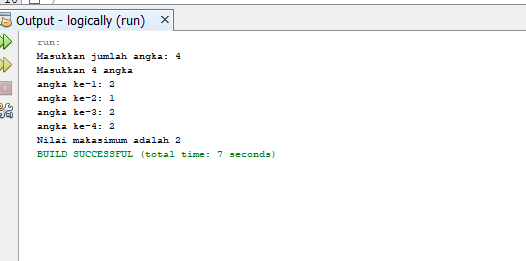 Output - logically (run) ×
run:
Masukkan jumlah angka: 4
Masukkan 4 angka
angka ke-1: 2
angka ke-2: 1
angka ke-3: 2
angka ke-4: 2
Nilai makasimum adalah 2
BUILD SUCCESSFUL (total time: 7 seconds)